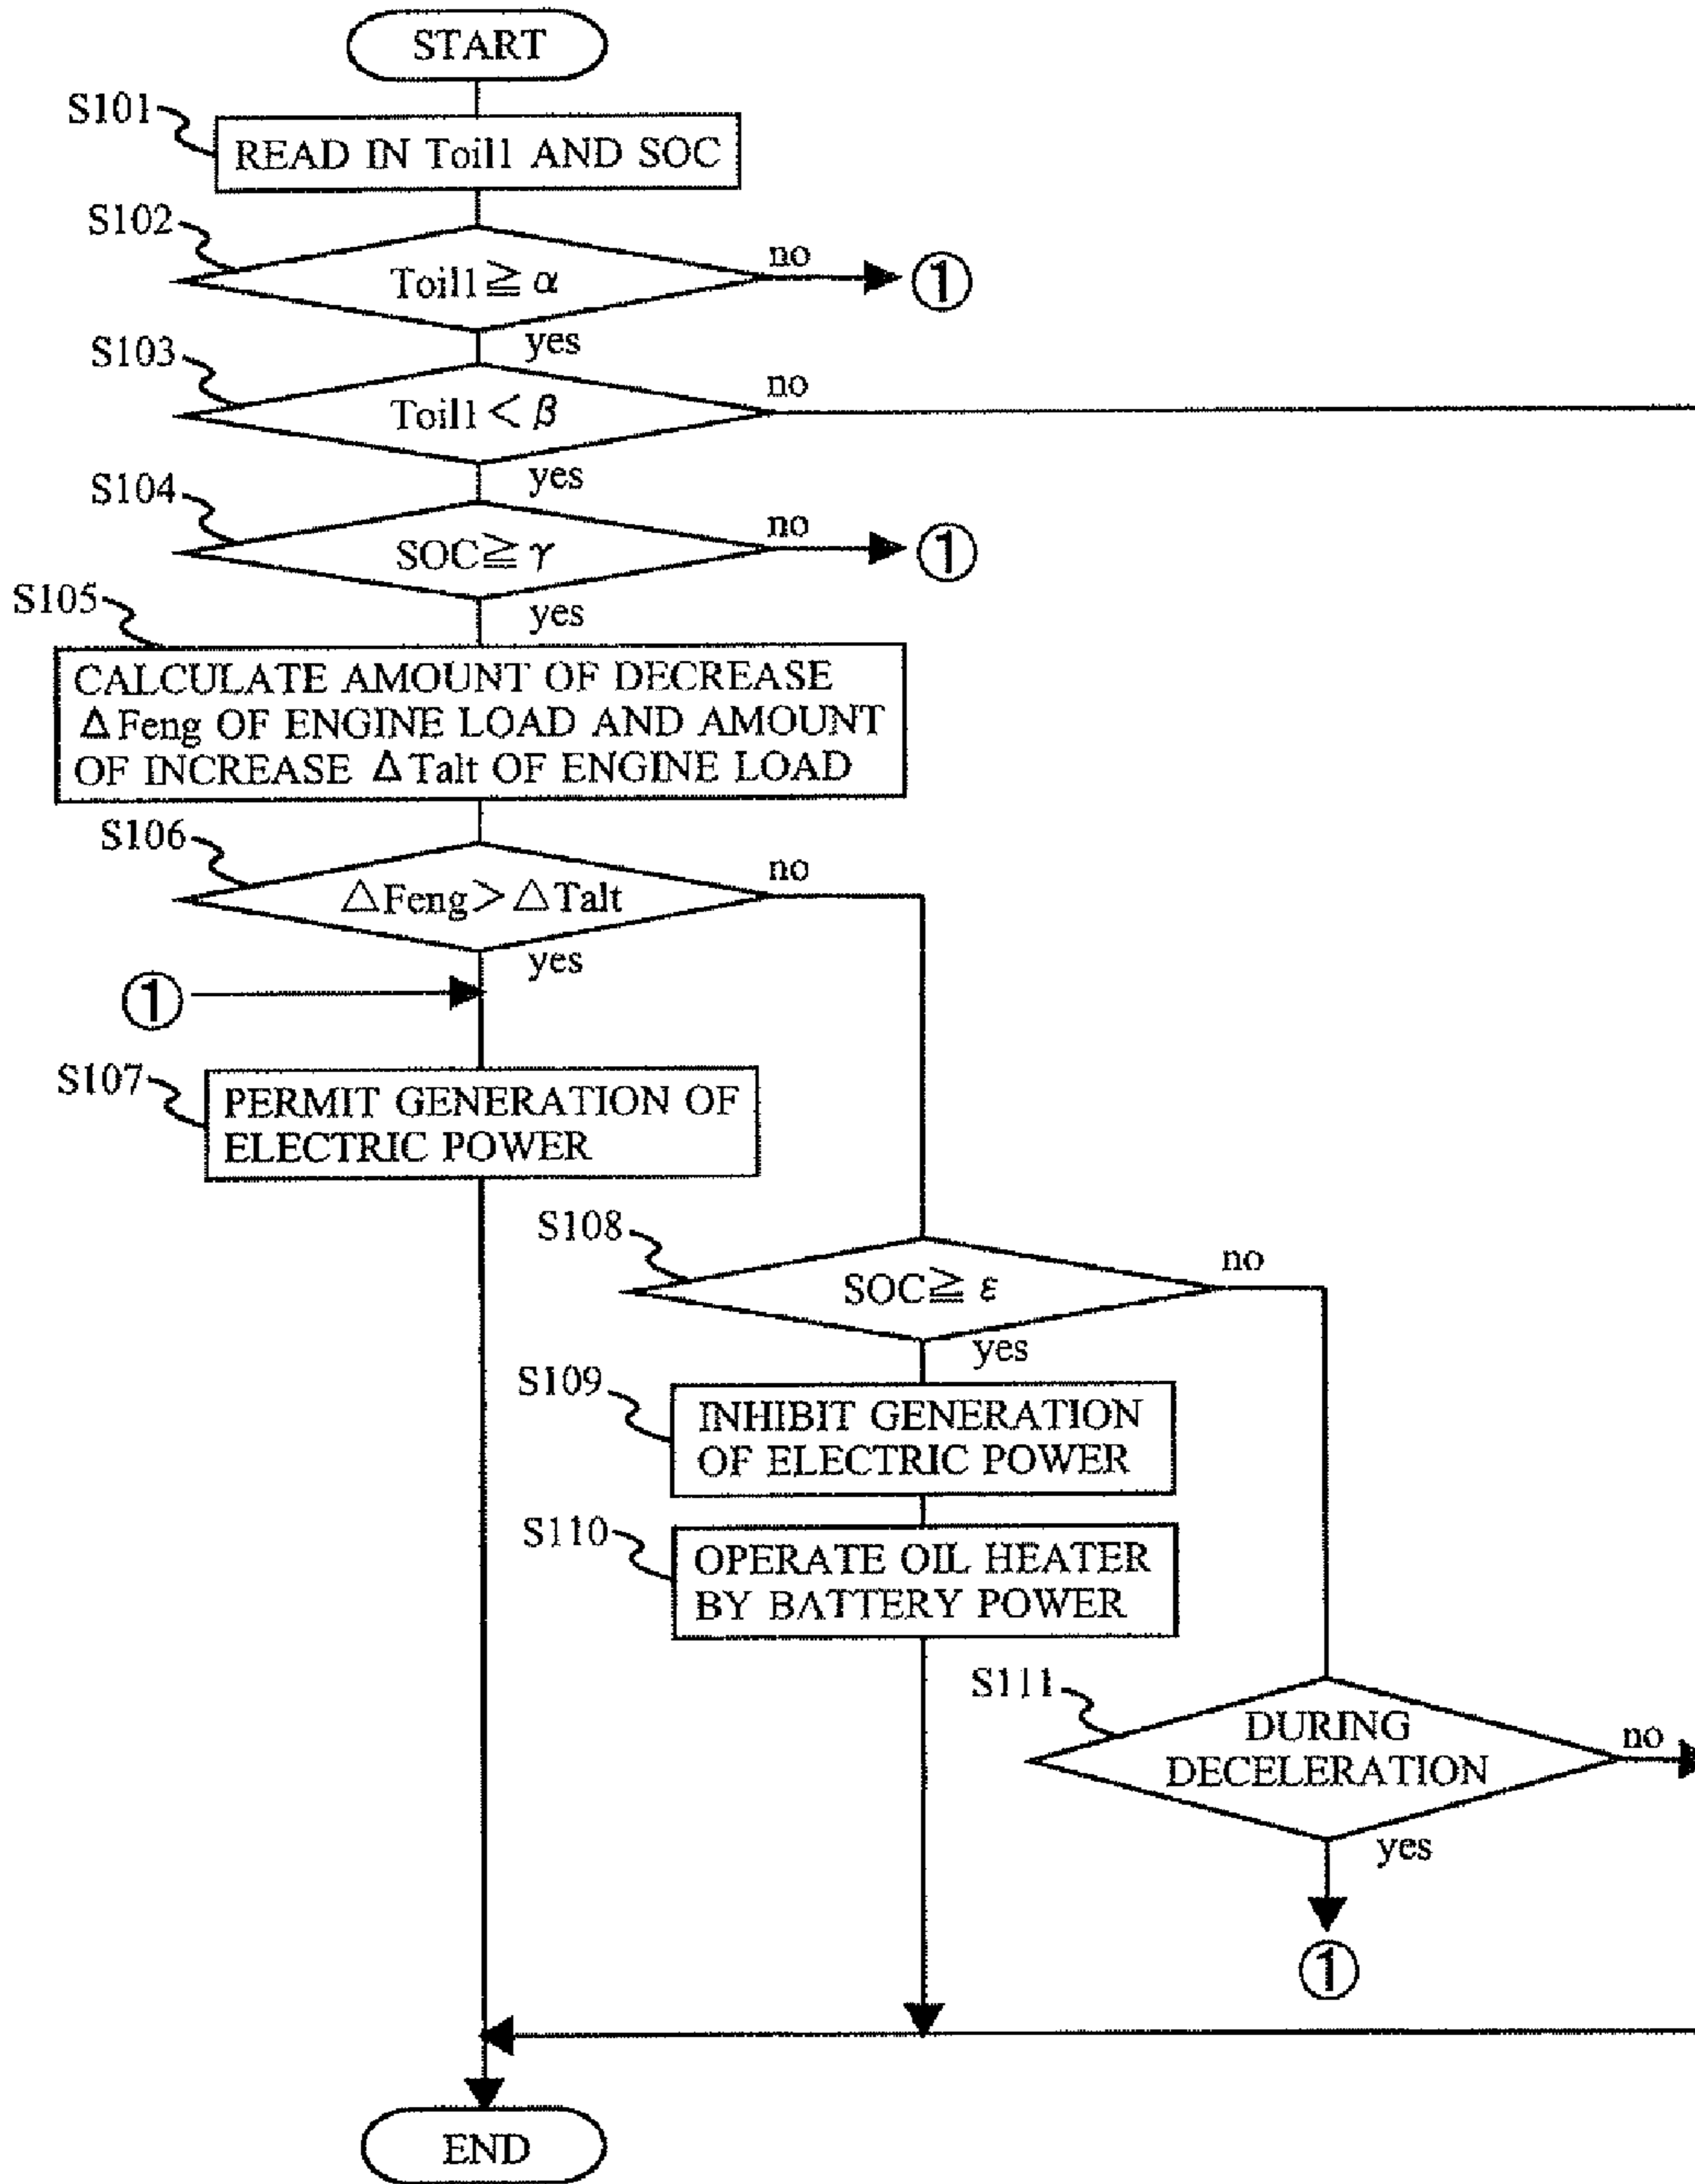 START
S101
READ IN Toil1 AND SOC
S102
Toil1 ≧ α
no
①
yes
S103
Toil1 < β
no
yes
S104
SOC ≧ γ
no
①
yes
S105
CALCULATE AMOUNT OF DECREASE
ΔFeng OF ENGINE LOAD AND AMOUNT
OF INCREASE ΔTalt OF ENGINE LOAD
S106
△Feng > △Talt
no
yes
①
S107
PERMIT GENERATION OF
ELECTRIC POWER
S108
SOC ≧ ε
no
yes
S109
INHIBIT GENERATION
OF ELECTRIC POWER
S110
OPERATE OIL HEATER
BY BATTERY POWER
S111
DURING
DECELERATION
no
yes
①
END